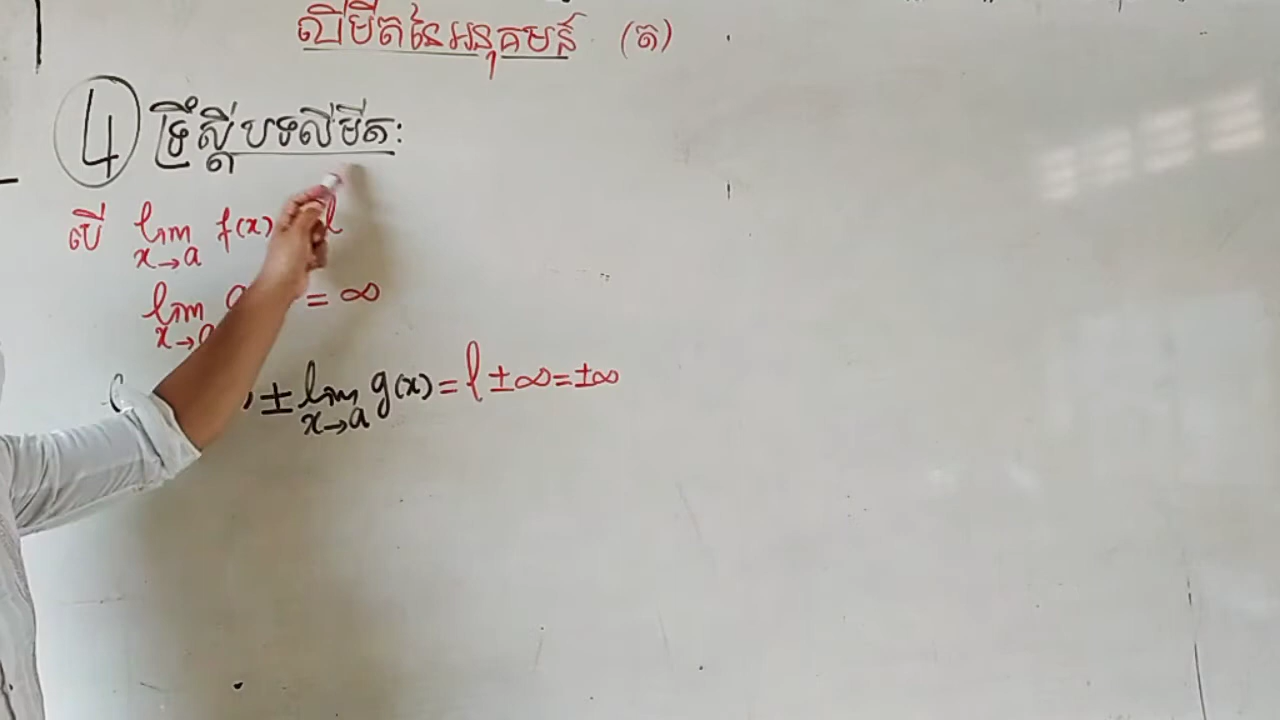 លីមីតនៃអនុគមន៍ (ត)
4 ទ្រឹស្តីបទលីមីត:
បើ lim f(x) l
x→a
lim = ∞
x→a
± lim g(x) = l ± ∞ = ± ∞
x→a